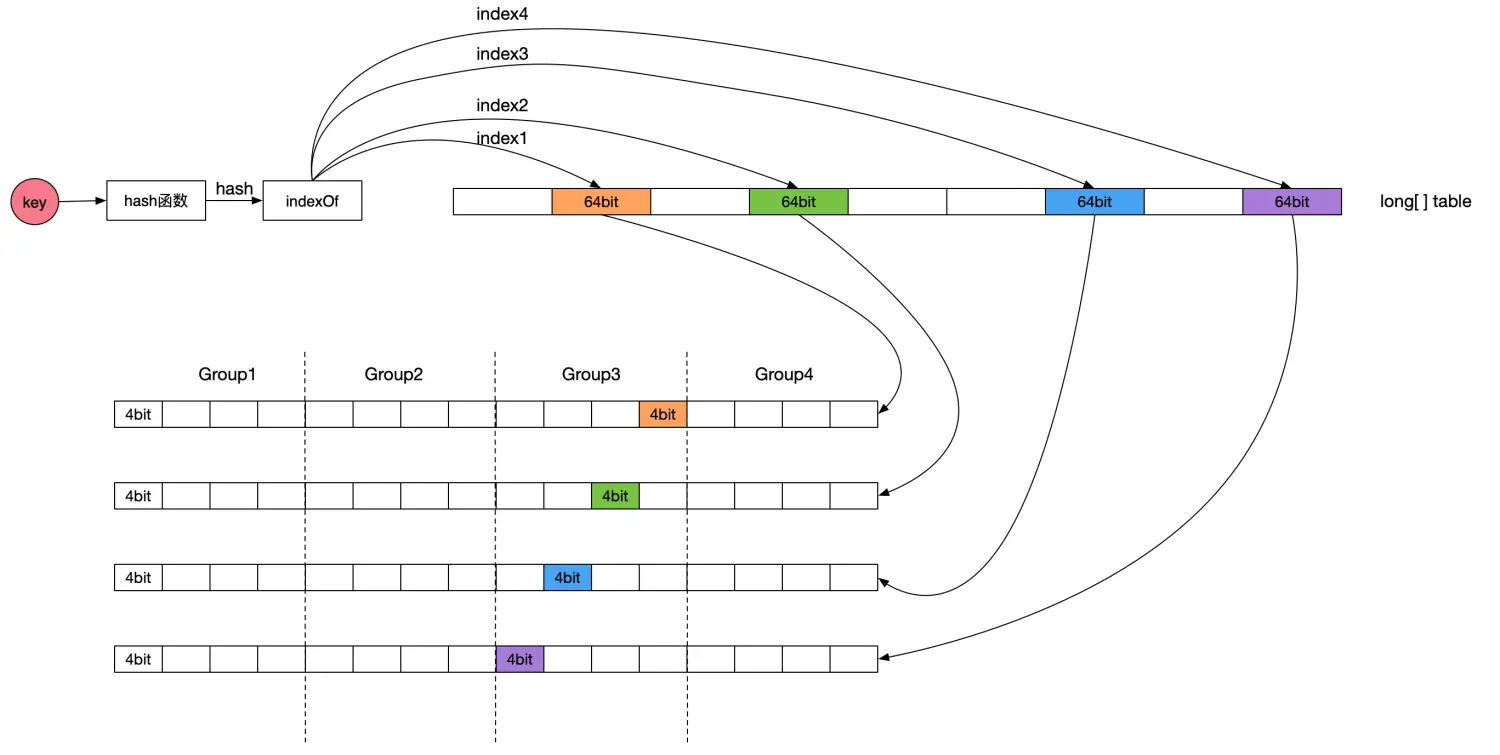 index4
index3
index2
index1
key
hash函数
hash
indexOf
64bit 64bit 64bit 64bit
long[ ] table
Group1 Group2 Group3 Group4
4bit 4bit
4bit 4bit
4bit 4bit
4bit 4bit